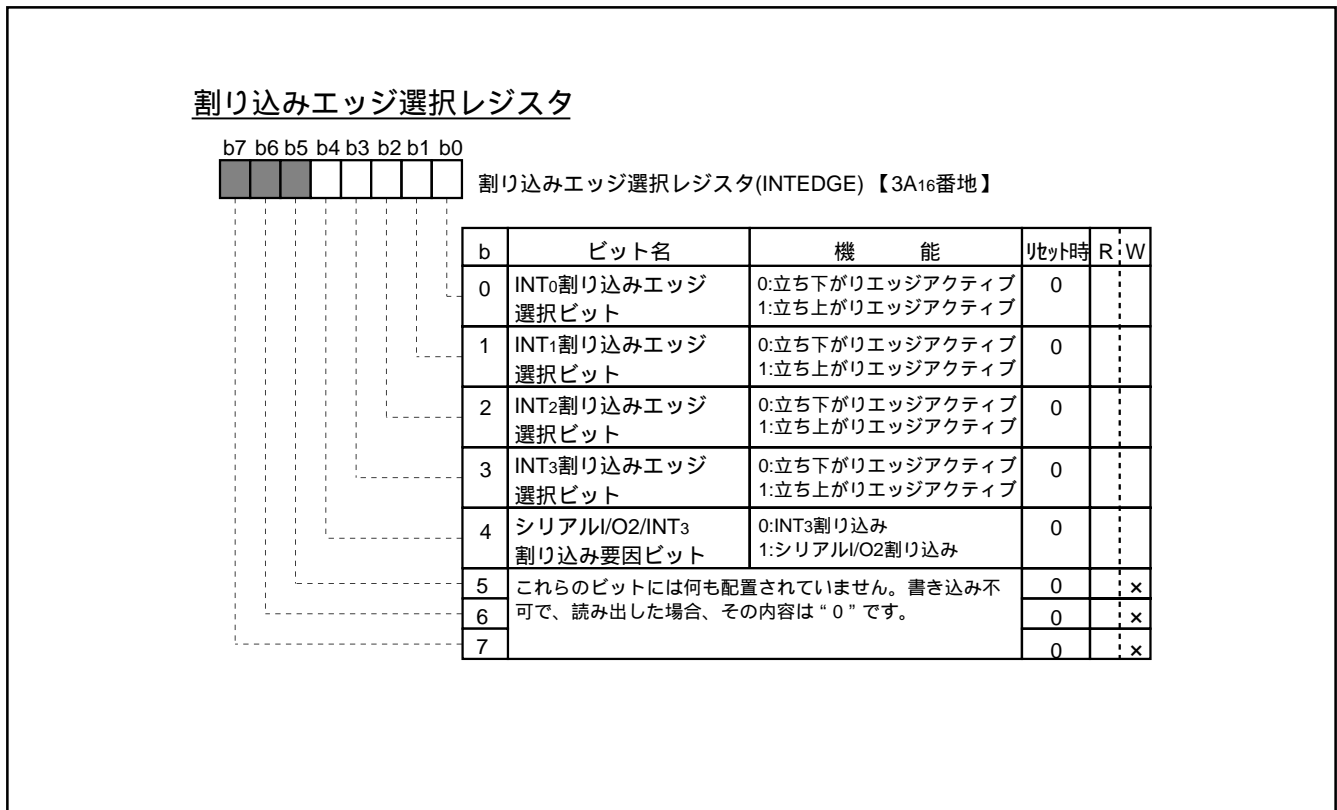 割り込みエッジ選択レジスタ
b7 b6 b5 b4 b3 b2 b1 b0
割り込みエッジ選択レジスタ(INTEDGE)【3A16番地】
b ビット名 機 能 リセット時 R W
0 INT0割り込みエッジ 0:立ち下がりエッジアクティブ 0
選択ビット 1:立ち上がりエッジアクティブ
1 INT1割り込みエッジ 0:立ち下がりエッジアクティブ 0
選択ビット 1:立ち上がりエッジアクティブ
2 INT2割り込みエッジ 0:立ち下がりエッジアクティブ 0
選択ビット 1:立ち上がりエッジアクティブ
3 INT3割り込みエッジ 0:立ち下がりエッジアクティブ 0
選択ビット 1:立ち上がりエッジアクティブ
4 シリアルI/O2/INT3 0:INT3割り込み 0
割り込み要因ビット 1:シリアルI/O2割り込み
5 これらのビットには何も配置されていません。書き込み不 0 ×
6 可で、読み出した場合、その内容は“0”です。 0 ×
7 0 ×